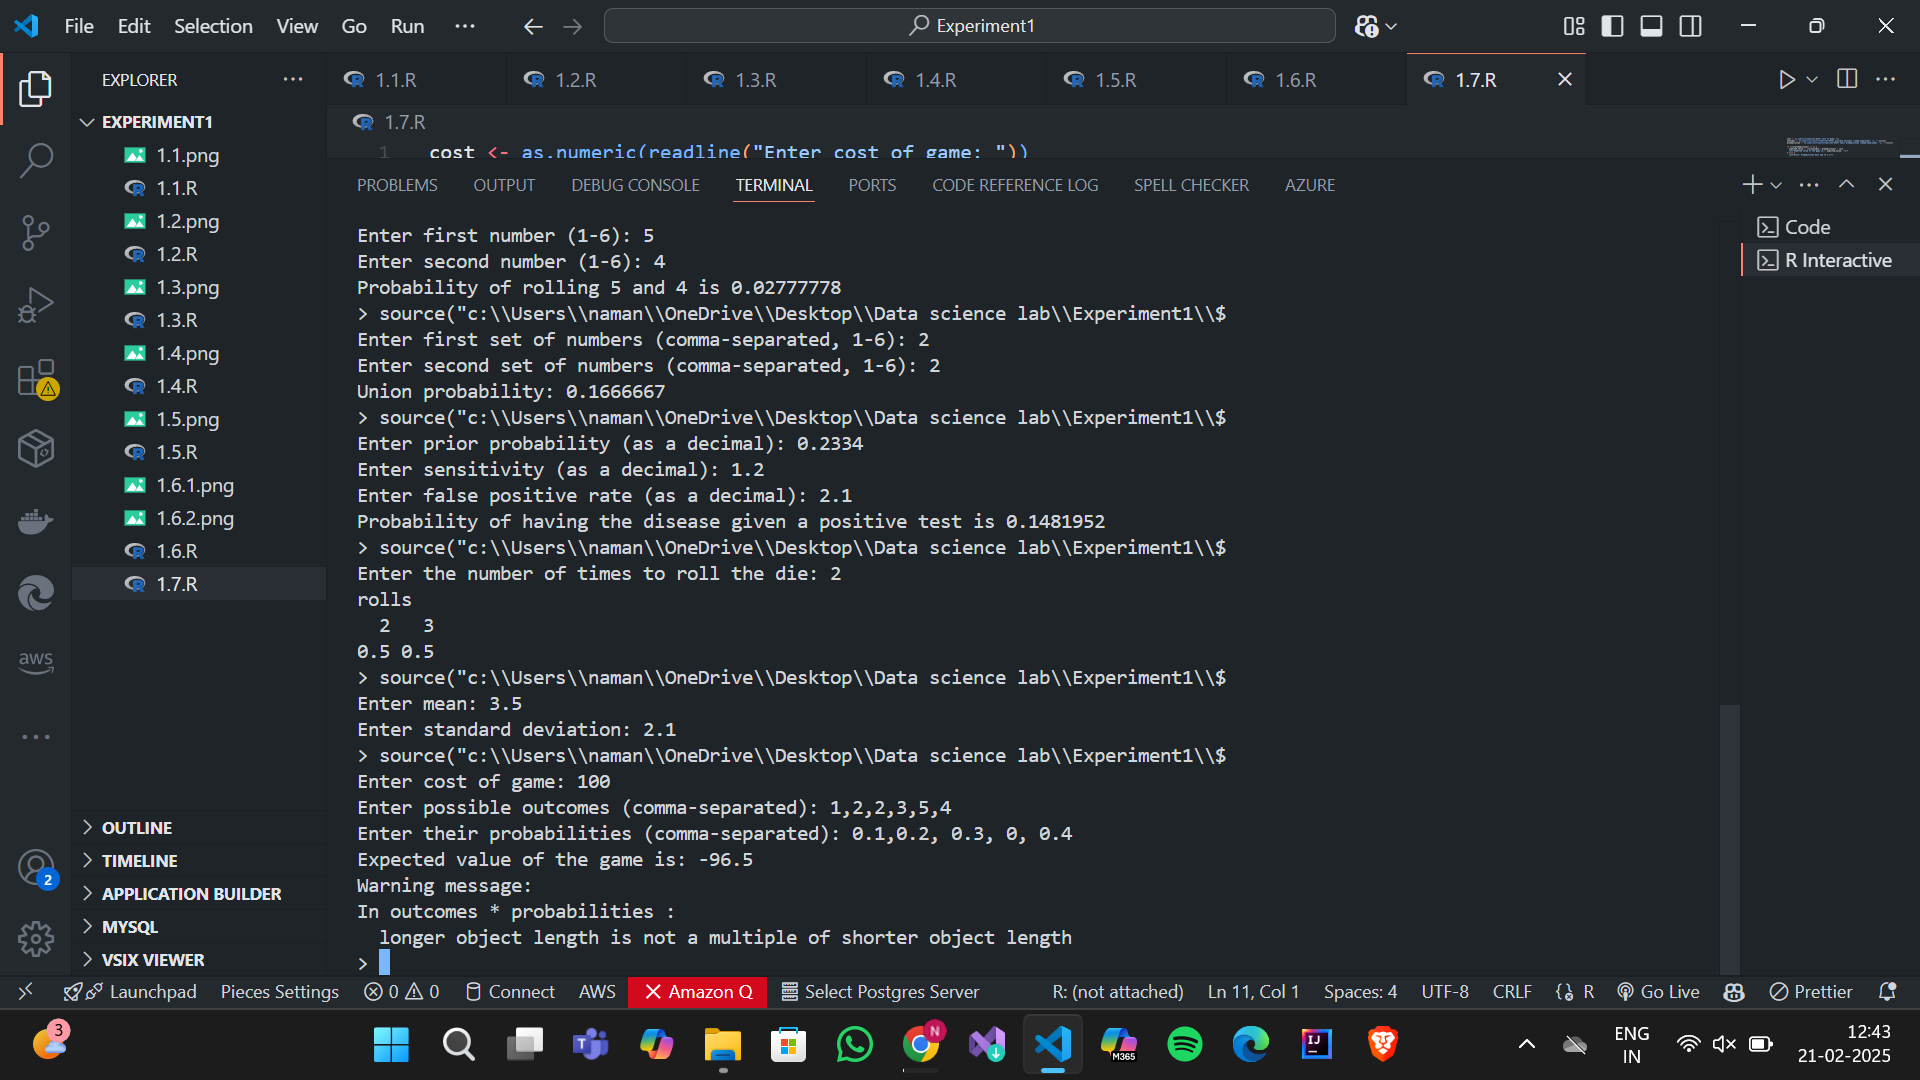 File Edit Selection View Go Run ...
Experiment1
EXPLORER
EXPERIMENT1
1.1.png
1.1.R
1.2.png
1.2.R
1.3.png
1.3.R
1.4.png
1.4.R
1.5.png
1.5.R
1.6.1.png
1.6.2.png
1.6.R
1.7.R
OUTLINE
TIMELINE
APPLICATION BUILDER
MYSQL
VSIX VIEWER
aws
2
1.1.R 1.2.R 1.3.R 1.4.R 1.5.R 1.6.R 1.7.R
1.7.R
1 cost <- as.numeric(readline("Enter cost of game: "))
PROBLEMS OUTPUT DEBUG CONSOLE TERMINAL PORTS CODE REFERENCE LOG SPELL CHECKER AZURE
Code
R Interactive
Enter first number (1-6): 5
Enter second number (1-6): 4
Probability of rolling 5 and 4 is 0.02777778
> source("c:\\Users\\naman\\OneDrive\\Desktop\\Data science lab\\Experiment1\\$
Enter first set of numbers (comma-separated, 1-6): 2
Enter second set of numbers (comma-separated, 1-6): 2
Union probability: 0.1666667
> source("c:\\Users\\naman\\OneDrive\\Desktop\\Data science lab\\Experiment1\\$
Enter prior probability (as a decimal): 0.2334
Enter sensitivity (as a decimal): 1.2
Enter false positive rate (as a decimal): 2.1
Probability of having the disease given a positive test is 0.1481952
> source("c:\\Users\\naman\\OneDrive\\Desktop\\Data science lab\\Experiment1\\$
Enter the number of times to roll the die: 2
rolls
2 3
0.5 0.5
> source("c:\\Users\\naman\\OneDrive\\Desktop\\Data science lab\\Experiment1\\$
Enter mean: 3.5
Enter standard deviation: 2.1
> source("c:\\Users\\naman\\OneDrive\\Desktop\\Data science lab\\Experiment1\\$
Enter cost of game: 100
Enter possible outcomes (comma-separated): 1,2,2,3,5,4
Enter their probabilities (comma-separated): 0.1,0.2, 0.3, 0, 0.4
Expected value of the game is: -96.5
Warning message:
In outcomes * probabilities :
longer object length is not a multiple of shorter object length
>
Launchpad Pieces Settings 0 0 Connect AWS Amazon Q Select Postgres Server R: (not attached) Ln 11, Col 1 Spaces: 4 UTF-8 CRLF R Go Live Prettier
3
T
N
M365
IJ
ENG
IN
12:43
21-02-2025